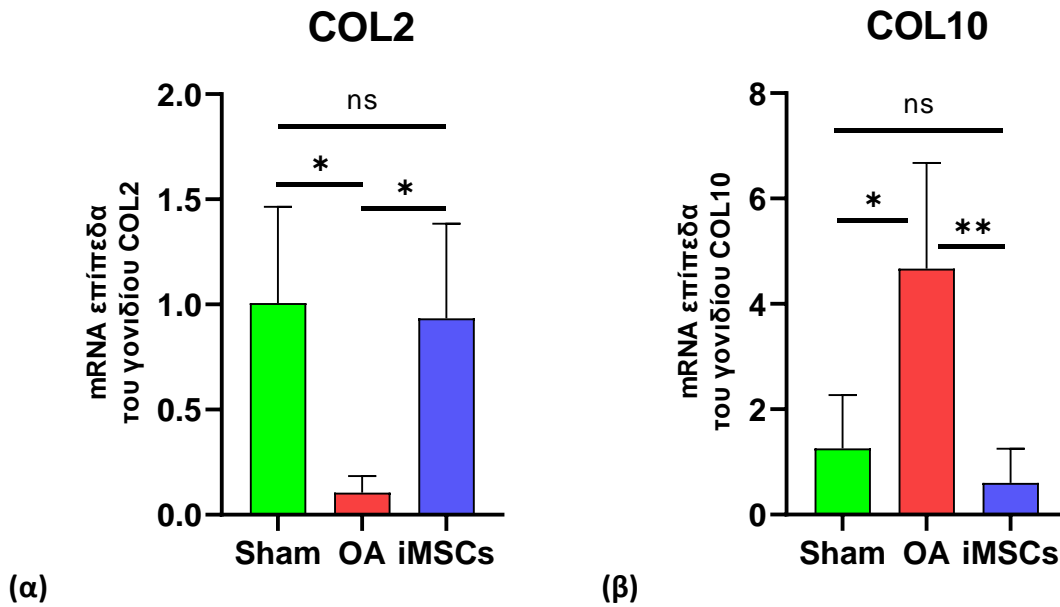 COL2
mRNA επίπεδα
του γονιδίου COL2
2.0
1.5
1.0
0.5
0.0
ns
*
*
Sham OA iMSCs
(α)
COL10
mRNA επίπεδα
του γονιδίου COL10
8
6
4
2
0
ns
*
**
Sham OA iMSCs
(β)